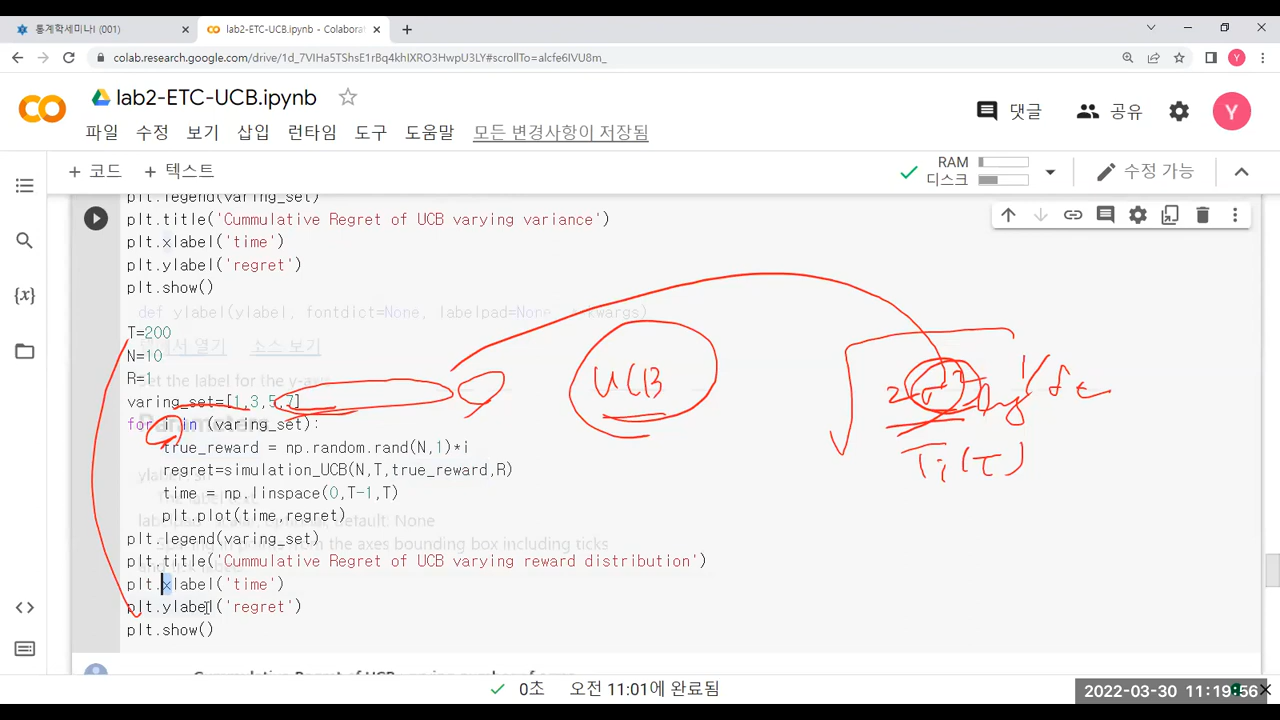 통계학세미나 (001)
lab2-ETC-UCB.ipynb - Colabora
colab.research.google.com/drive/1d_7VIHa5TShsE1rBq4khIXRO3HwpU3LY#scrollTo=alcfe6IVU8m_
lab2-ETC-UCB.ipynb
댓글
공유
Y
파일 수정 보기 삽입 런타임 도구 도움말 모든 변경사항이 저장됨
+ 코드 + 텍스트
RAM
디스크
수정 가능
plt.legend(varing_set)
plt.title('Cummulative Regret of UCB varying variance')
plt.xlabel('time')
plt.ylabel('regret')
plt.show()
def ylabel(ylabel, fontdict=None, labelpad=None,
T=200
N=10
R=1
varing_set=[1,3,5,7]
for i in (varing_set):
true_reward = np.random.rand(N,1)*i
regret=simulation_UCB(N,T,true_reward,R)
time = np.linspace(0,T-1,T)
plt.plot(time,regret)
plt.legend(varing_set)
plt.title('Cummulative Regret of UCB varying reward distribution')
plt.xlabel('time')
plt.ylabel('regret')
plt.show()
UCB
0초 오전 11:01에 완료됨
2022-03-30 11:19:56